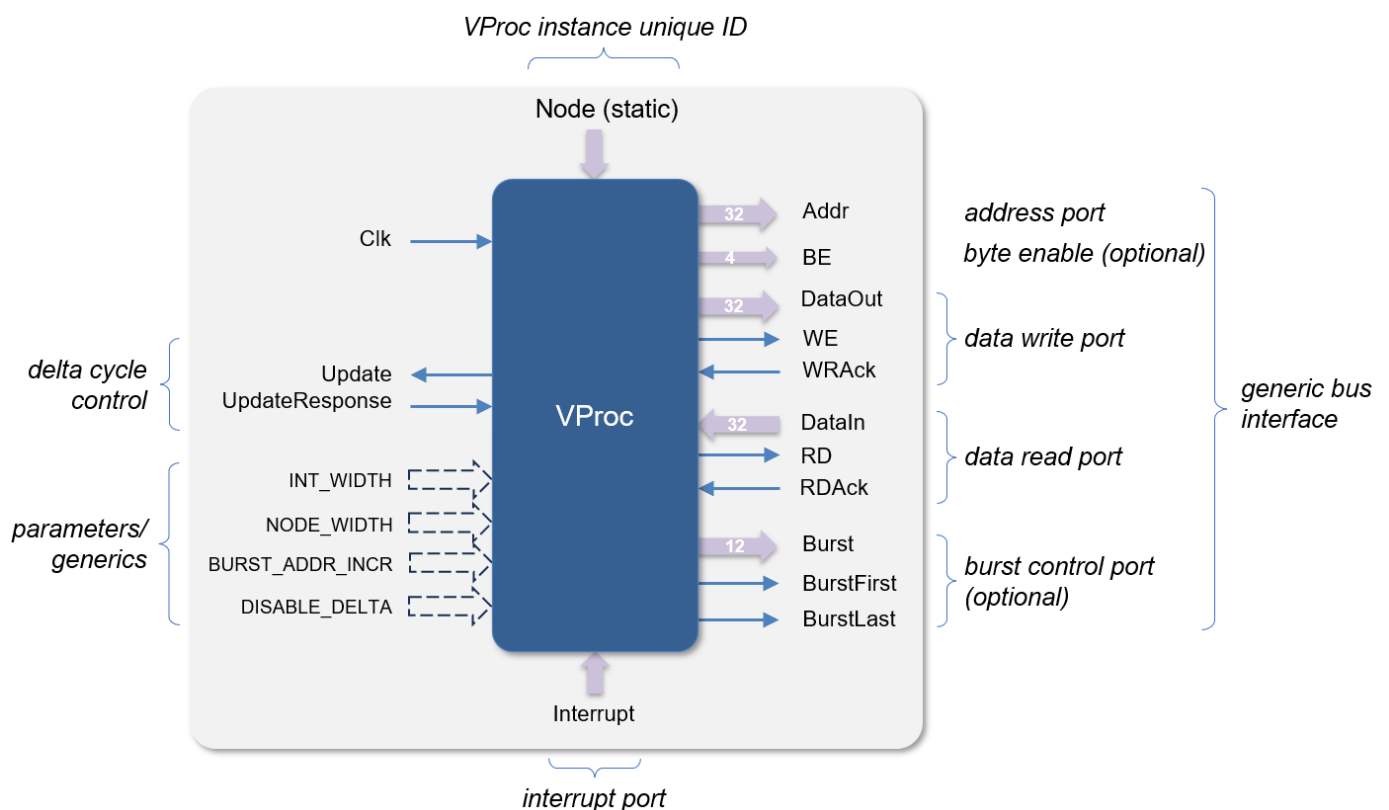 VProc instance unique ID
Node (static)
Clk
Update
UpdateResponse
delta cycle
control
INT_WIDTH
NODE_WIDTH
BURST_ADDR_INCR
DISABLE_DELTA
parameters/
generics
VProc
32
Addr
address port
4
BE
byte enable (optional)
32
DataOut
WE
WRAck
data write port
32
DataIn
RD
RDAck
data read port
12
Burst
BurstFirst
BurstLast
burst control port
(optional)
generic bus
interface
Interrupt
interrupt port